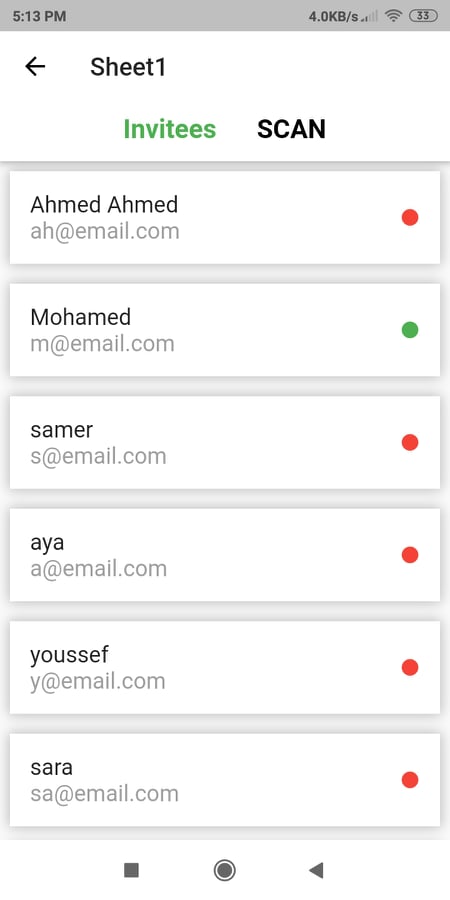 5:13 PM 4.0KB/s 33
Sheet1
Invitees SCAN
Ahmed Ahmed
ah@email.com
Mohamed
m@email.com
samer
s@email.com
aya
a@email.com
youssef
y@email.com
sara
sa@email.com